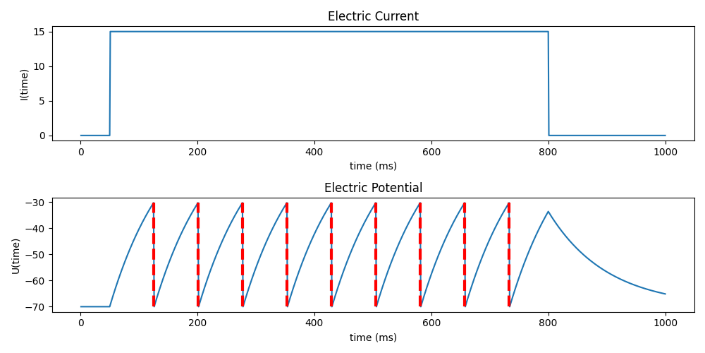 Electric Current
15
10
5
0
I(time)
0 200 400 600 800 1000
time (ms)
Electric Potential
−30
−40
−50
−60
−70
U(time)
0 200 400 600 800 1000
time (ms)